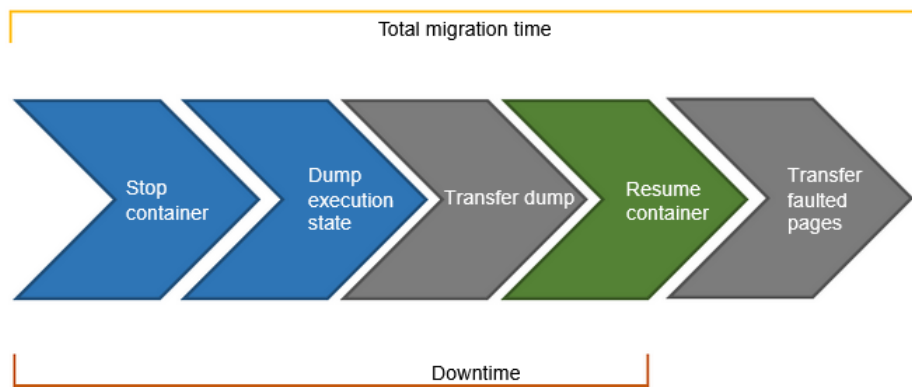 Total migration time
Stop
container
Dump
execution
state
Transfer dump
Resume
container
Transfer
faulted
pages
Downtime